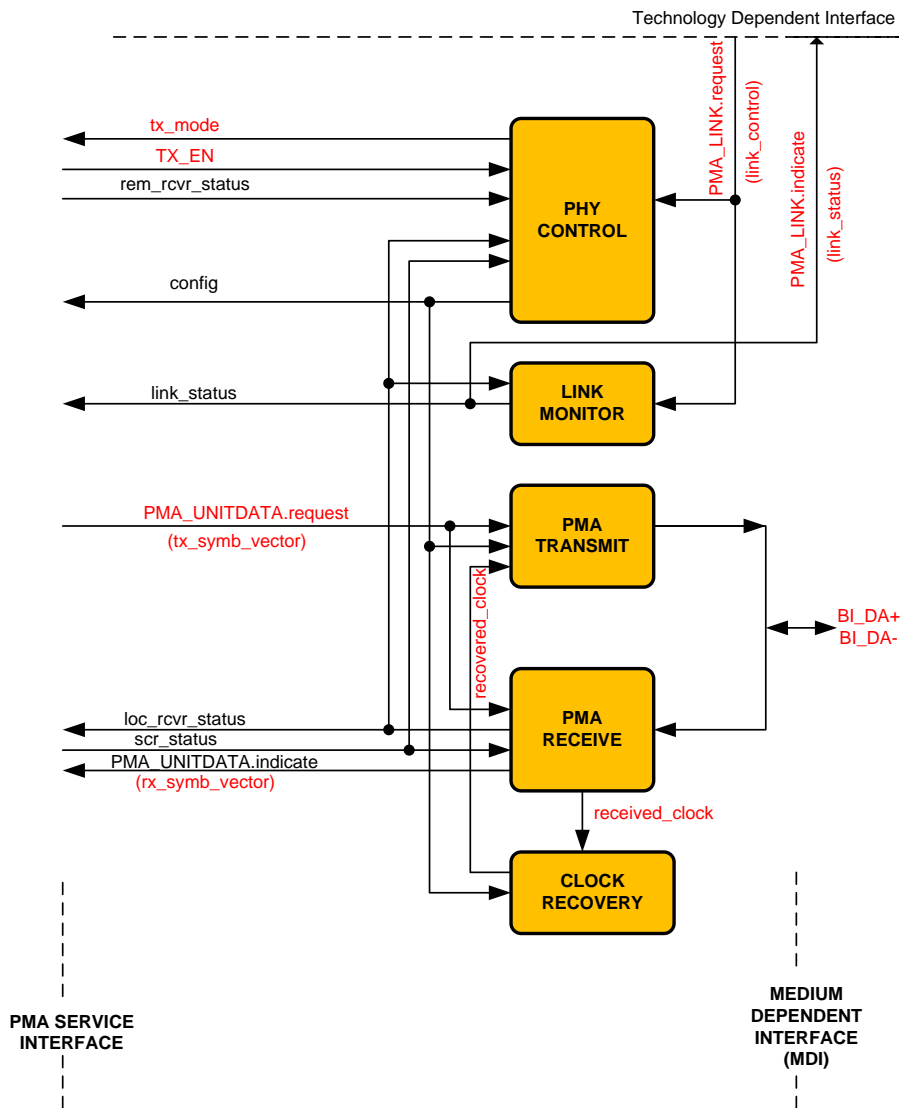 Technology Dependent Interface
PMA_LINK.request
(link_control)
PMA_LINK.indicate
(link_status)
tx_mode
TX_EN
rem_rcvr_status
PHY
CONTROL
config
link_status
LINK
MONITOR
PMA_UNITDATA.request
(tx_symb_vector)
PMA
TRANSMIT
recovered_clock
BI_DA+
BI_DA-
loc_rcvr_status
scr_status
PMA_UNITDATA.indicate
(rx_symb_vector)
PMA
RECEIVE
received_clock
CLOCK
RECOVERY
PMA SERVICE
INTERFACE
MEDIUM
DEPENDENT
INTERFACE
(MDI)